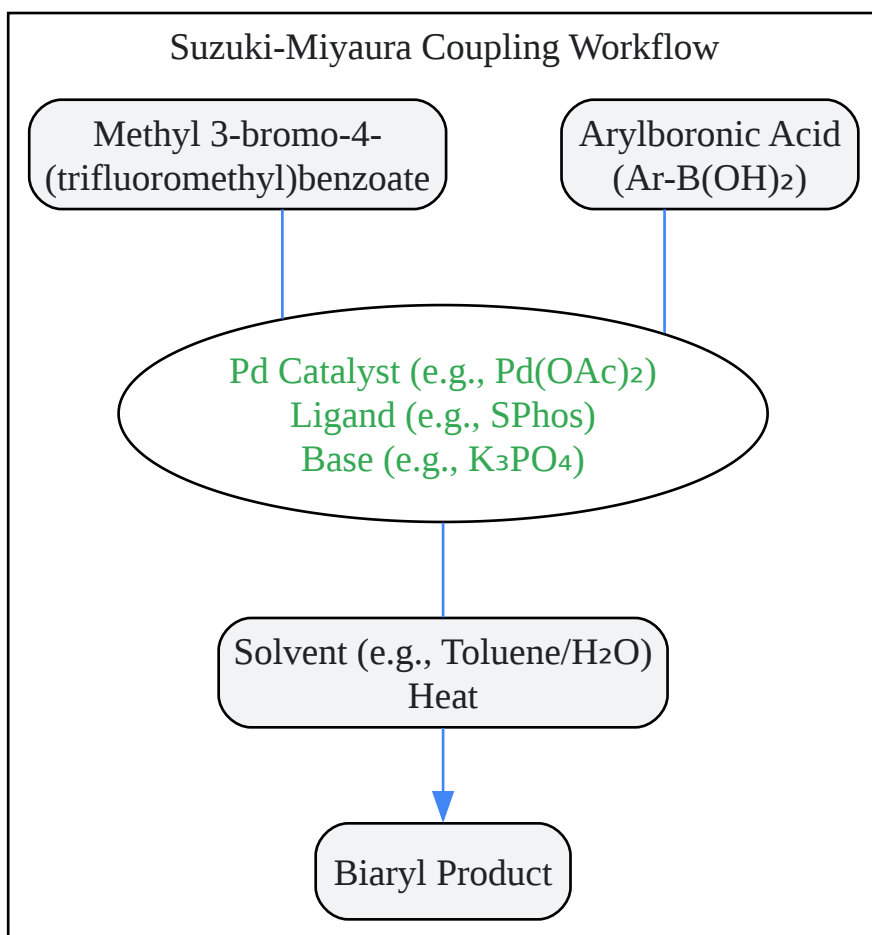 Suzuki-Miyaura Coupling Workflow
Methyl 3-bromo-4-
(trifluoromethyl)benzoate
Arylboronic Acid
(Ar-B(OH)₂)
Pd Catalyst (e.g., Pd(OAc)₂)
Ligand (e.g., SPhos)
Base (e.g., K₃PO₄)
Solvent (e.g., Toluene/H₂O)
Heat
Biaryl Product